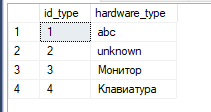 id_type hardware_type
1 1 abc
2 2 unknown
3 3 Монитор
4 4 Клавиатура